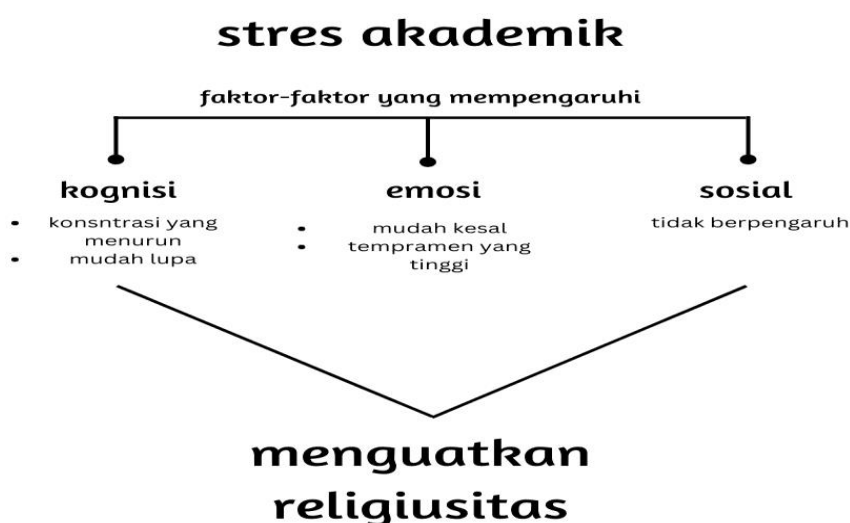 stres akademik
faktor-faktor yang mempengaruhi
kognisi
• konsntrasi yang
menurun
• mudah lupa
emosi
• mudah kesal
• tempramen yang
tinggi
sosial
tidak berpengaruh
menguatkan
religiusitas